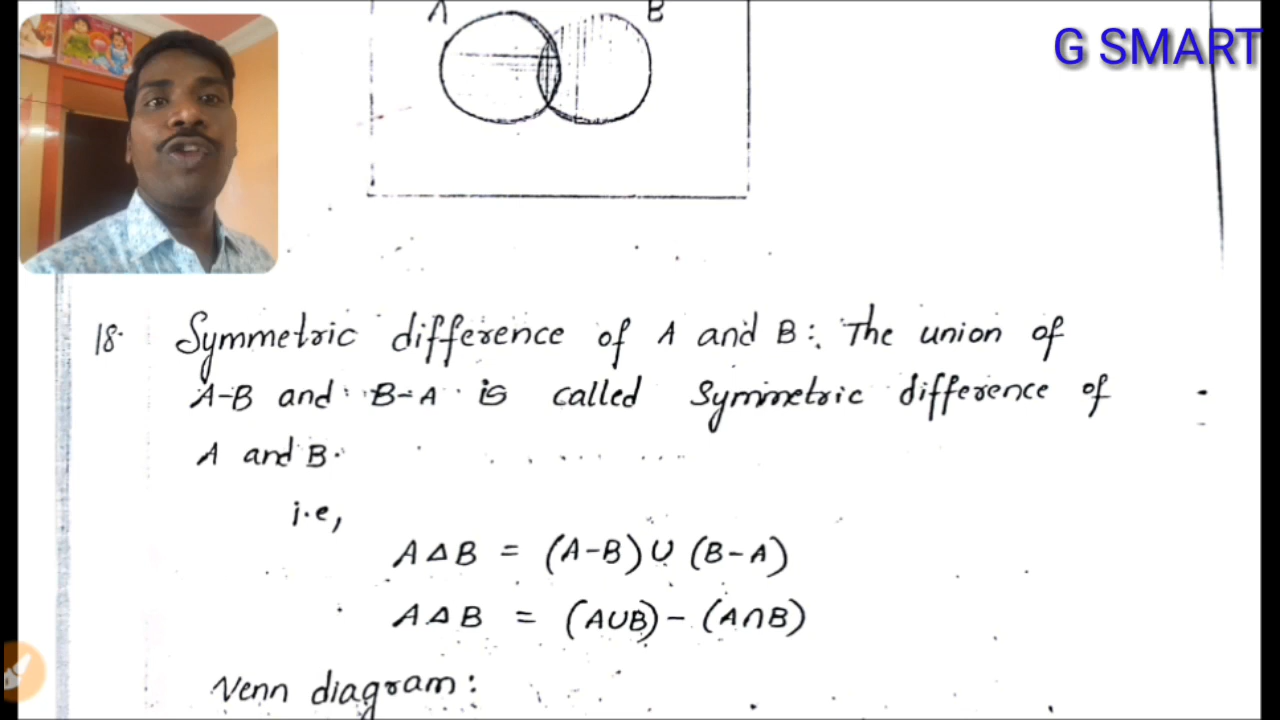 A B
G SMART
18. Symmetric difference of A and B:. The union of
A-B and B-A is called Symmetric difference of
A and B.
i.e,
A Δ B = (A-B) ∪ (B-A)
A Δ B = (A∪B) - (A∩B)
Venn diagram: